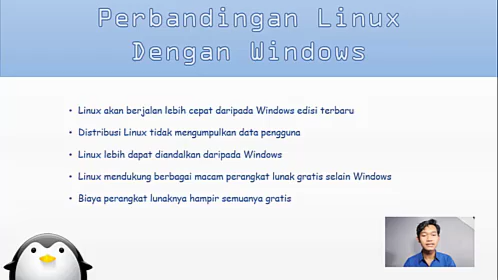 Perbandingan Linux
Dengan Windows
• Linux akan berjalan lebih cepat daripada Windows edisi terbaru
• Distribusi Linux tidak mengumpulkan data pengguna
• Linux lebih dapat diandalkan daripada Windows
• Linux mendukung berbagai macam perangkat lunak gratis selain Windows
• Biaya perangkat lunaknya hampir semuanya gratis